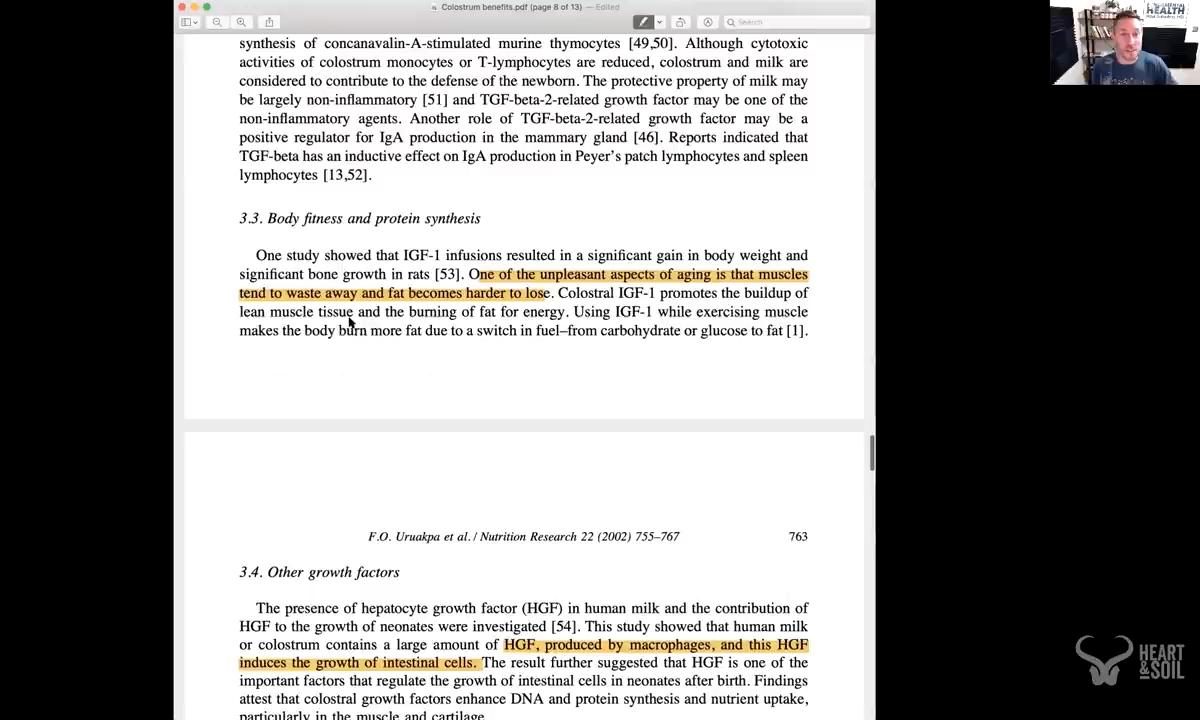 Colostrum benefits.pdf (page 8 of 13) — Edited
Search
HEALTH
synthesis of concanavalin-A-stimulated murine thymocytes [49,50]. Although cytotoxic
activities of colostrum monocytes or T-lymphocytes are reduced, colostrum and milk are
considered to contribute to the defense of the newborn. The protective property of milk may
be largely non-inflammatory [51] and TGF-beta-2-related growth factor may be one of the
non-inflammatory agents. Another role of TGF-beta-2-related growth factor may be a
positive regulator for IgA production in the mammary gland [46]. Reports indicated that
TGF-beta has an inductive effect on IgA production in Peyer's patch lymphocytes and spleen
lymphocytes [13,52].
3.3. Body fitness and protein synthesis
One study showed that IGF-1 infusions resulted in a significant gain in body weight and
significant bone growth in rats [53]. One of the unpleasant aspects of aging is that muscles
tend to waste away and fat becomes harder to lose. Colostral IGF-1 promotes the buildup of
lean muscle tissue and the burning of fat for energy. Using IGF-1 while exercising muscle
makes the body burn more fat due to a switch in fuel–from carbohydrate or glucose to fat [1].
F.O. Uruakpa et al. / Nutrition Research 22 (2002) 755–767 763
3.4. Other growth factors
The presence of hepatocyte growth factor (HGF) in human milk and the contribution of
HGF to the growth of neonates were investigated [54]. This study showed that human milk
or colostrum contains a large amount of HGF, produced by macrophages, and this HGF
induces the growth of intestinal cells. The result further suggested that HGF is one of the
important factors that regulate the growth of intestinal cells in neonates after birth. Findings
attest that colostral growth factors enhance DNA and protein synthesis and nutrient uptake,
particularly in the muscle and cartilage.
HEART
& SOIL